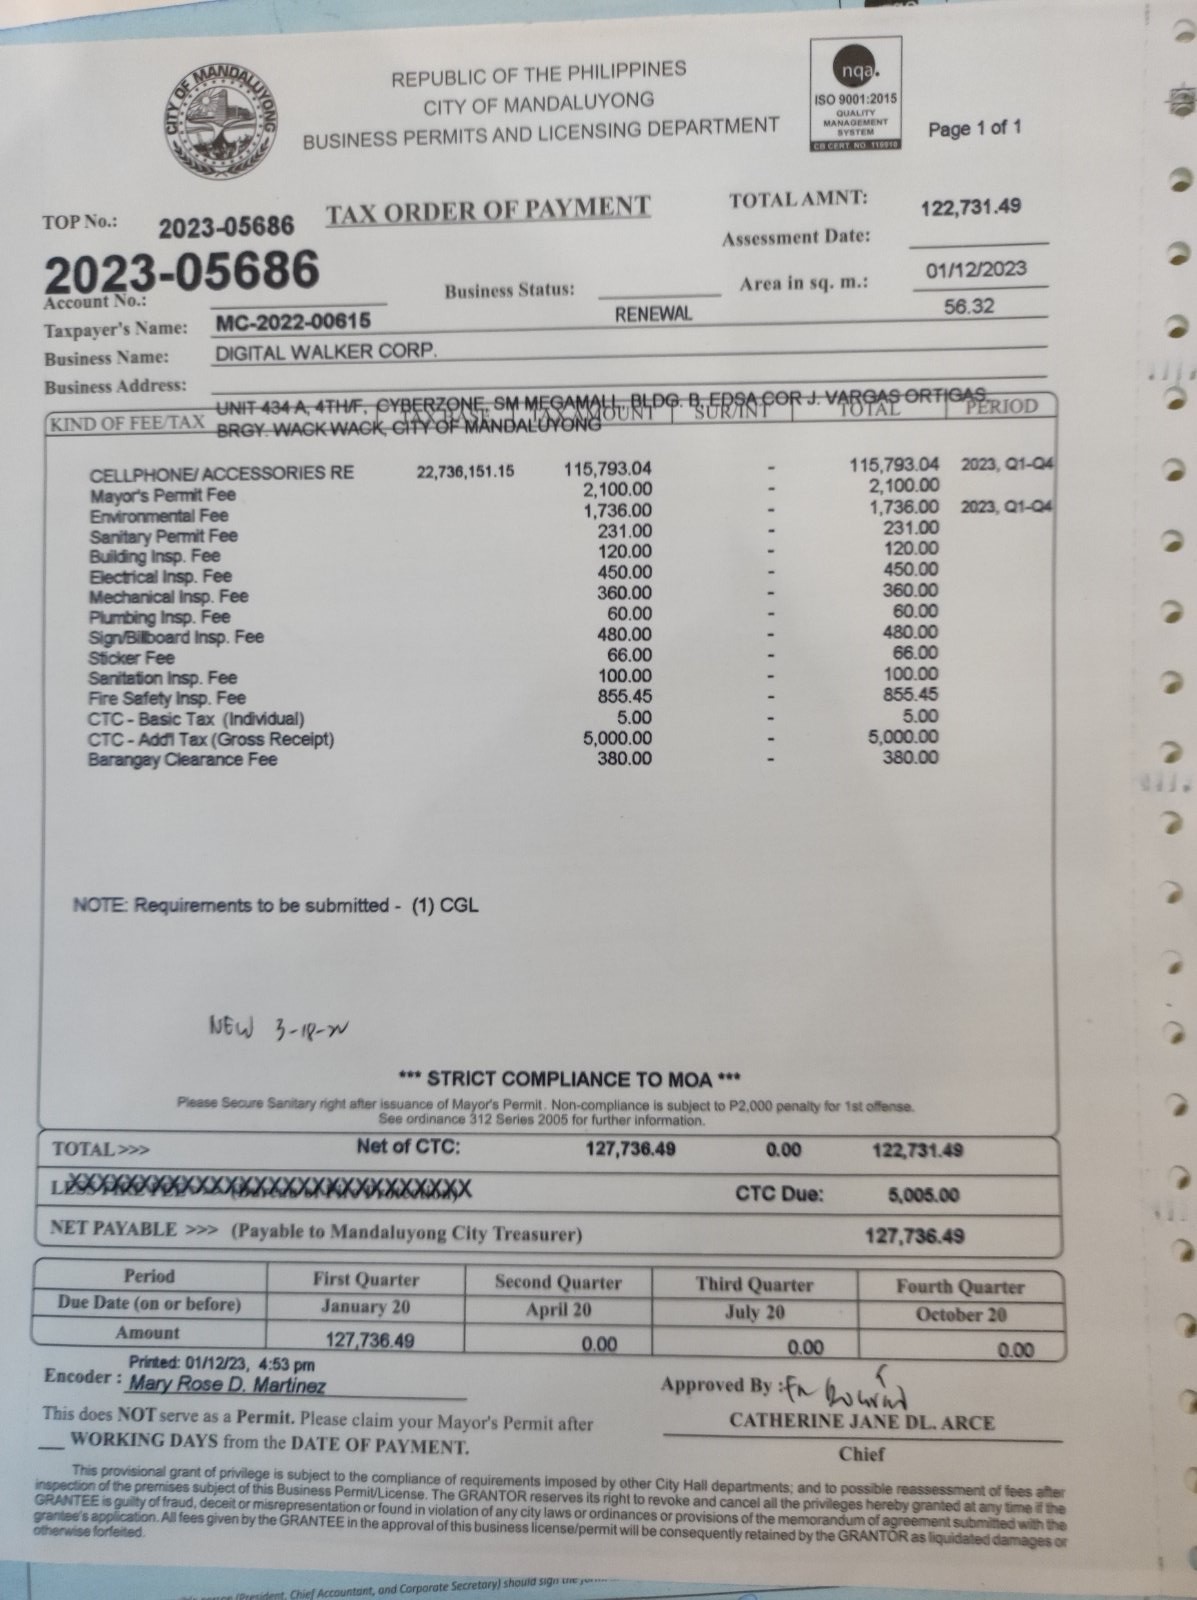 CITY OF MANDALUYONG
REPUBLIC OF THE PHILIPPINES
CITY OF MANDALUYONG
BUSINESS PERMITS AND LICENSING DEPARTMENT
nqa.
ISO 9001:2015
QUALITY
MANAGEMENT
SYSTEM
CB CERT. NO.
Page 1 of 1
TOP No.: 2023-05686 TAX ORDER OF PAYMENT TOTAL AMNT: 122,731.49
2023-05686 Assessment Date: 01/12/2023
Account No.: MC-2022-00615 Business Status: RENEWAL Area in sq. m.: 56.32
Taxpayer's Name: DIGITAL WALKER CORP.
Business Name:
Business Address: UNIT 434 A, 4TH/F, CYBERZONE, SM MEGAMALL, BLDG. B, EDSA COR J. VARGAS ORTIGAS
BRGY. WACK WACK, CITY OF MANDALUYONG
KIND OF FEE/TAX TAX BASE TAX AMOUNT SUR/INT TOTAL PERIOD
CELLPHONE/ ACCESSORIES RE 22,736,151.15 115,793.04 - 115,793.04 2023, Q1-Q4
Mayor's Permit Fee 2,100.00 - 2,100.00
Environmental Fee 1,736.00 - 1,736.00 2023, Q1-Q4
Sanitary Permit Fee 231.00 - 231.00
Building Insp. Fee 120.00 - 120.00
Electrical Insp. Fee 450.00 - 450.00
Mechanical Insp. Fee 360.00 - 360.00
Plumbing Insp. Fee 60.00 - 60.00
Sign/Billboard Insp. Fee 480.00 - 480.00
Sticker Fee 66.00 - 66.00
Sanitation Insp. Fee 100.00 - 100.00
Fire Safety Insp. Fee 855.45 - 855.45
CTC - Basic Tax (Individual) 5.00 - 5.00
CTC - Add'l Tax (Gross Receipt) 5,000.00 - 5,000.00
Barangay Clearance Fee 380.00 - 380.00
NOTE: Requirements to be submitted - (1) CGL
NEW 3-18-22
*** STRICT COMPLIANCE TO MOA ***
Please Secure Sanitary right after issuance of Mayor's Permit. Non-compliance is subject to P2,000 penalty for 1st offense.
See ordinance 312 Series 2005 for further information.
TOTAL >>> Net of CTC: 127,736.49 0.00 122,731.49
CTC Due: 5,005.00
NET PAYABLE >>> (Payable to Mandaluyong City Treasurer) 127,736.49
Period First Quarter Second Quarter Third Quarter Fourth Quarter
Due Date (on or before) January 20 April 20 July 20 October 20
Amount 127,736.49 0.00 0.00 0.00
Printed: 01/12/23, 4:53 pm
Encoder : Mary Rose D. Martinez
Approved By :
CATHERINE JANE DL. ARCE
Chief
This does NOT serve as a Permit. Please claim your Mayor's Permit after
___ WORKING DAYS from the DATE OF PAYMENT.
This provisional grant of privilege is subject to the compliance of requirements imposed by other City Hall departments; and to possible reassessment of fees after
inspection of the premises subject of this Business Permit/License. The GRANTOR reserves its right to revoke and cancel all the privileges hereby granted at any time if the
GRANTEE is guilty of fraud, deceit or misrepresentation or found in violation of any city laws or ordinances or provisions of the memorandum of agreement submitted with the
grantee's application. All fees given by the GRANTEE in the approval of this business license/permit will be consequently retained by the GRANTOR as liquidated damages or
otherwise forfeited.
(President, Chief Accountant, and Corporate Secretary) should sign the